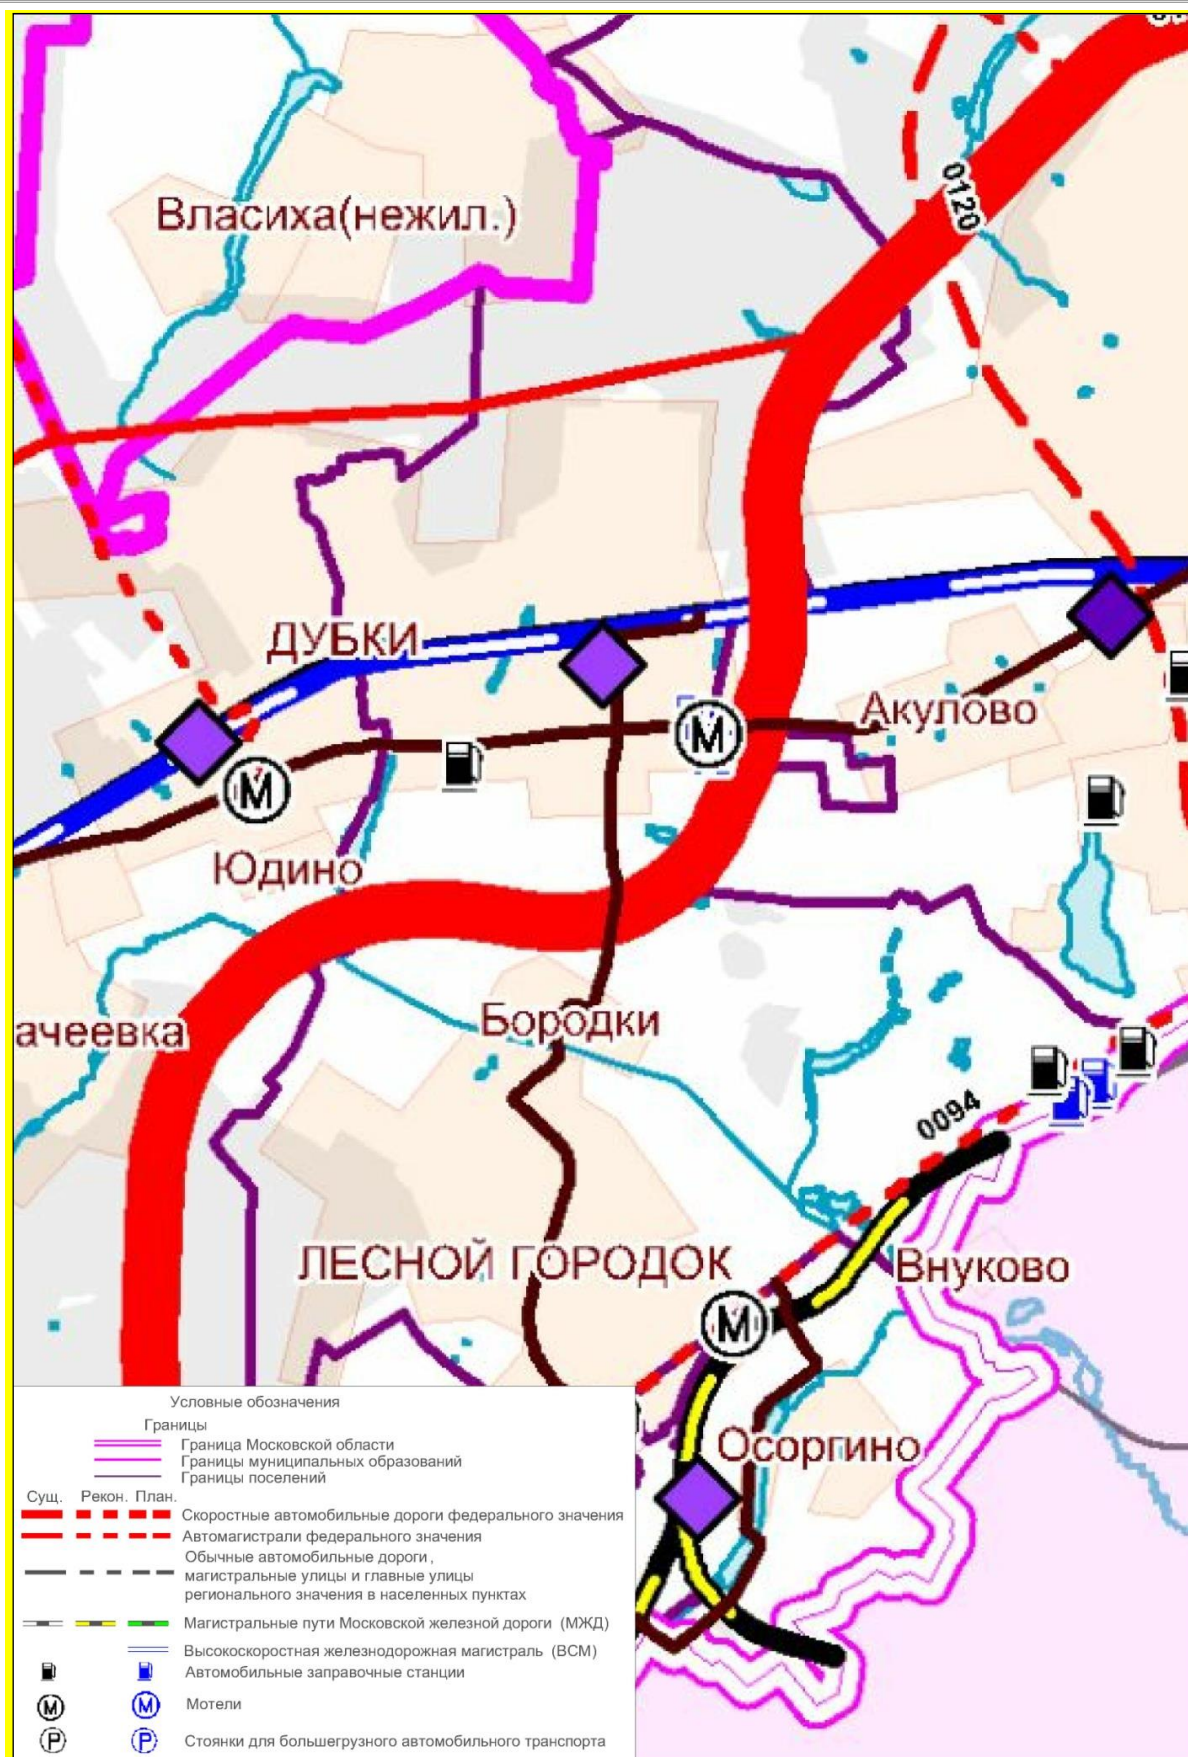 0120
Власиха(нежил.)
ДУБКИ
Акулово
М
М
Юдино
ачеевка
Бородки
0094
ЛЕСНОЙ ГОРОДОК
Внуково
М
Осоргино
Условные обозначения
Границы
Граница Московской области
Границы муниципальных образований
Границы поселений
Сущ. Рекон. План.
Скоростные автомобильные дороги федерального значения
Автомагистрали федерального значения
Обычные автомобильные дороги,
магистральные улицы и главные улицы
регионального значения в населенных пунктах
Магистральные пути Московской железной дороги (МЖД)
Высокоскоростная железнодорожная магистраль (ВСМ)
Автомобильные заправочные станции
М М Мотели
Р Р Стоянки для большегрузного автомобильного транспорта